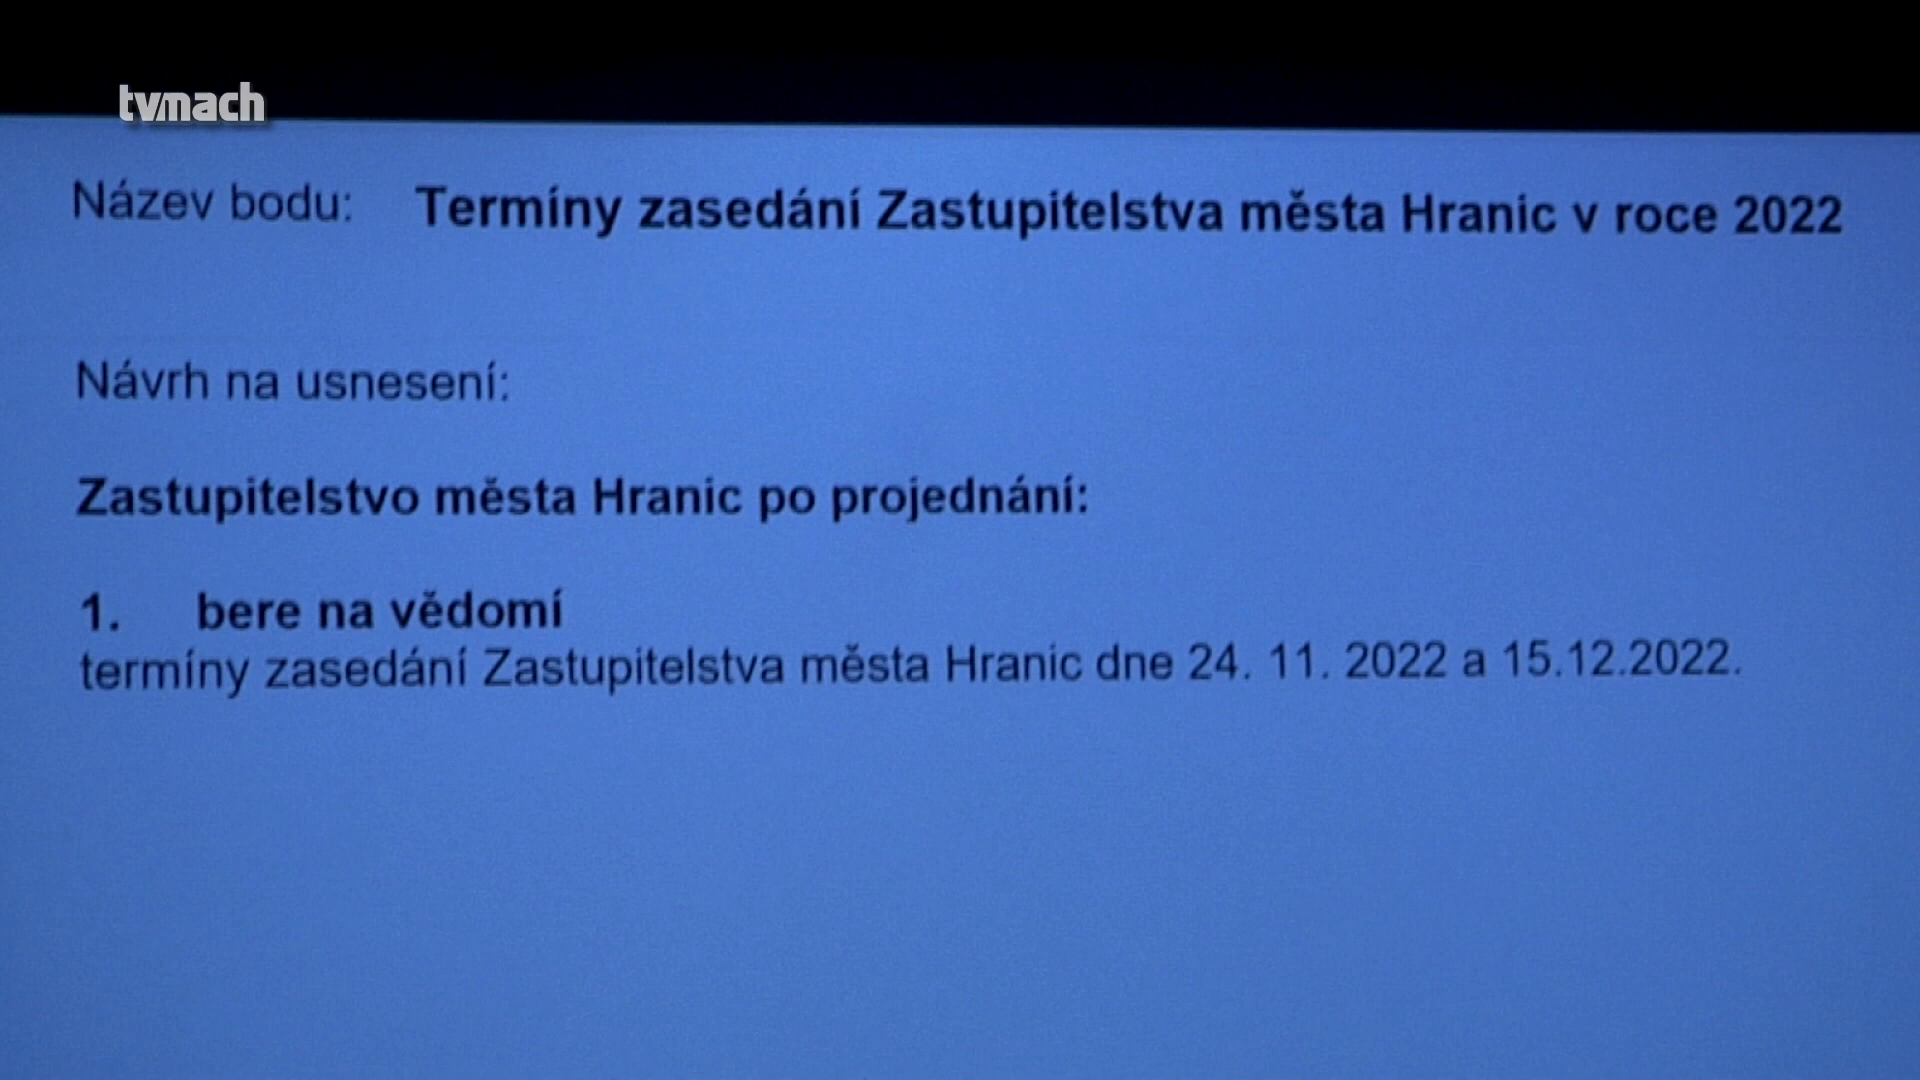 tvmach
Název bodu: Termíny zasedání Zastupitelstva města Hranic v roce 2022
Návrh na usnesení:
Zastupitelstvo města Hranic po projednání:
1. bere na vědomí
termíny zasedání Zastupitelstva města Hranic dne 24. 11. 2022 a 15.12.2022.